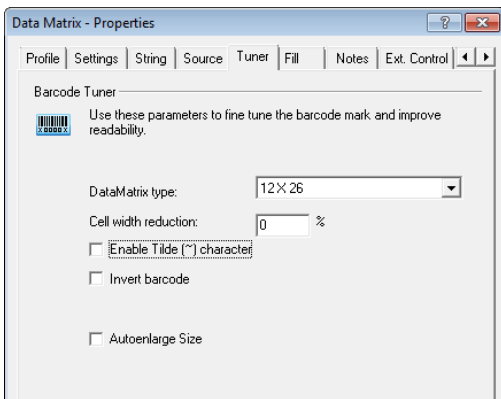 Data Matrix - Properties
Profile Settings String Source Tuner Fill Notes Ext. Control
Barcode Tuner
Use these parameters to fine tune the barcode mark and improve
readability.
DataMatrix type: 12 X 26
Cell width reduction: 0 %
Enable Tilde (~) character
Invert barcode
Autoenlarge Size